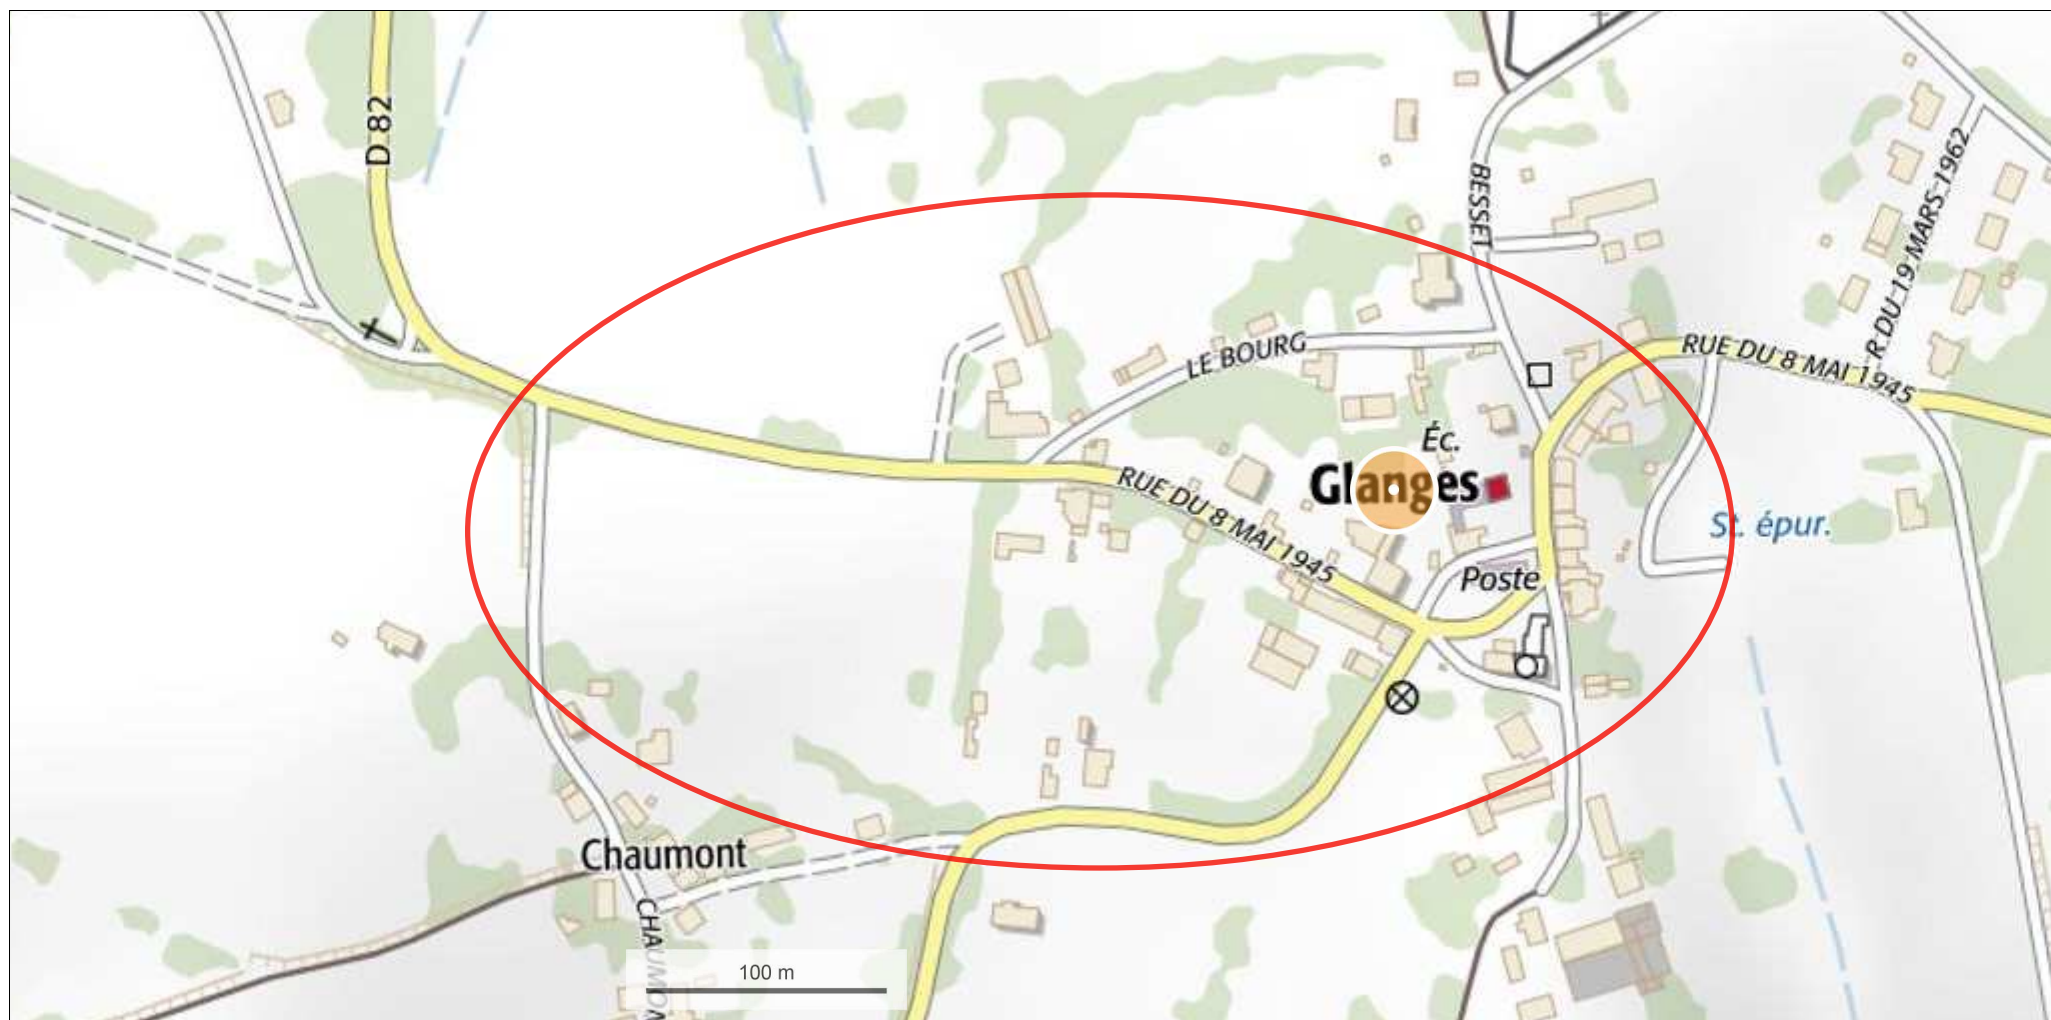 D 82
BESSET
R DU 19 MARS 1962
LE BOURG
RUE DU 8 MAI 1945
Éc.
Glanges
RUE DU 8 MAI 1945
St. épur.
Poste
Chaumont
CHAUMON
100 m